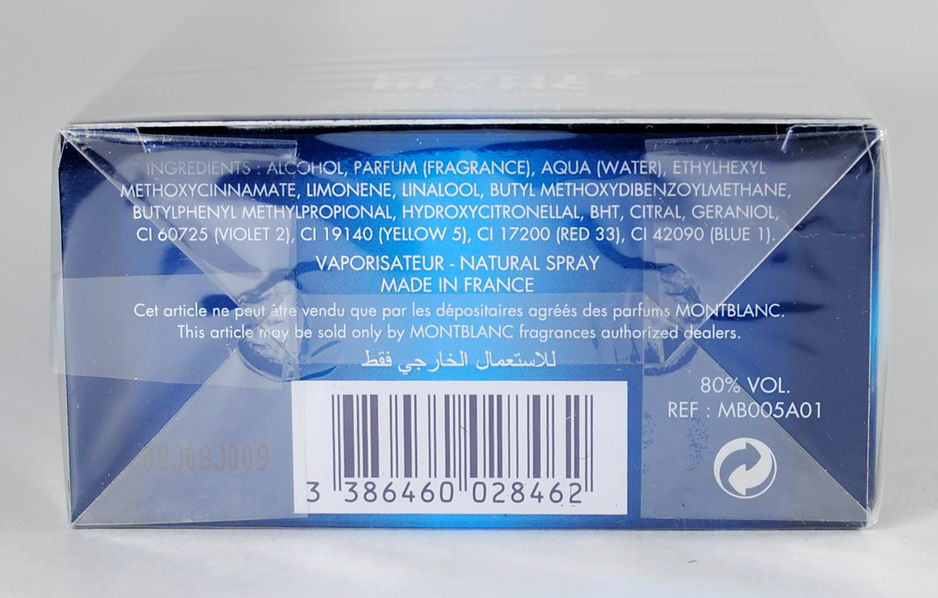 INGREDIENTS : ALCOHOL, PARFUM (FRAGRANCE), AQUA (WATER), ETHYLHEXYL
METHOXYCINNAMATE, LIMONENE, LINALOOL, BUTYL METHOXYDIBENZOYLMETHANE,
BUTYLPHENYL METHYLPROPIONAL, HYDROXYCITRONELLAL, BHT, CITRAL, GERANIOL,
CI 60725 (VIOLET 2), CI 19140 (YELLOW 5), CI 17200 (RED 33), CI 42090 (BLUE 1).
VAPORISATEUR - NATURAL SPRAY
MADE IN FRANCE
Cet article ne peut être vendu que par les dépositaires agréés des parfums MONTBLANC.
This article may be sold only by MONTBLANC fragrances authorized dealers.
للاستعمال الخارجي فقط
80% VOL.
REF : MB005A01
3 386460 028462